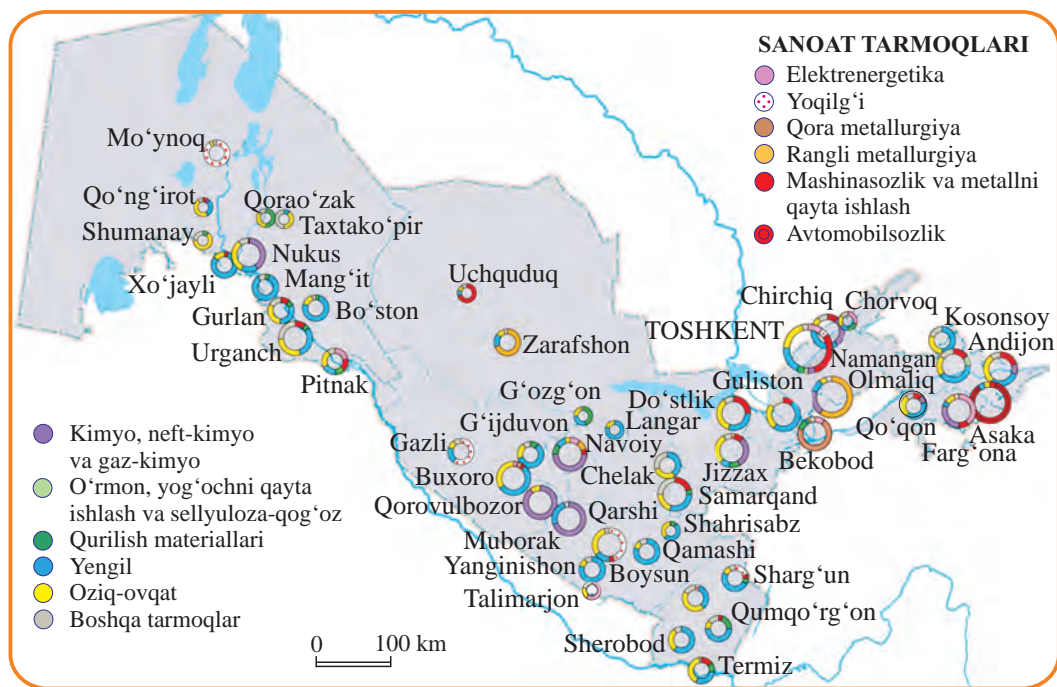 SANOAT TARMOQLARI
Elektrenergetika
Yoqilg‘i
Qora metallurgiya
Rangli metallurgiya
Mashinasozlik va metallni
qayta ishlash
Avtomobilsozlik
Mo‘ynoq
Qo‘ng‘irot
Qorao‘zak
Shumanay
Taxtako‘pir
Nukus
Xo‘jayli
Mang‘it
Bo‘ston
Gurlan
Urganch
Pitnak
Uchquduq
Zarafshon
Chirchiq
Chorvoq
TOSHKENT
Kosonsoy
Andijon
Namangan
Olmaliq
Guliston
Do‘stlik
G‘ozg‘on
G‘ijduvon
Langar
Gazli
Navoiy
Chelak
Jizzax
Bekobod
Qo‘qon
Asaka
Farg‘ona
Buxoro
Samarqand
Qorovulbozor
Qarshi
Shahrisabz
Muborak
Qamashi
Yanginishon
Boysun
Sharg‘un
Talimarjon
Qumqo‘rg‘on
Sherobod
Termiz
Kimyo, neft-kimyo
va gaz-kimyo
O‘rmon, yog‘ochni qayta
ishlash va sellyuloza-qog‘oz
Qurilish materiallari
Yengil
Oziq-ovqat
Boshqa tarmoqlar
0 100 km